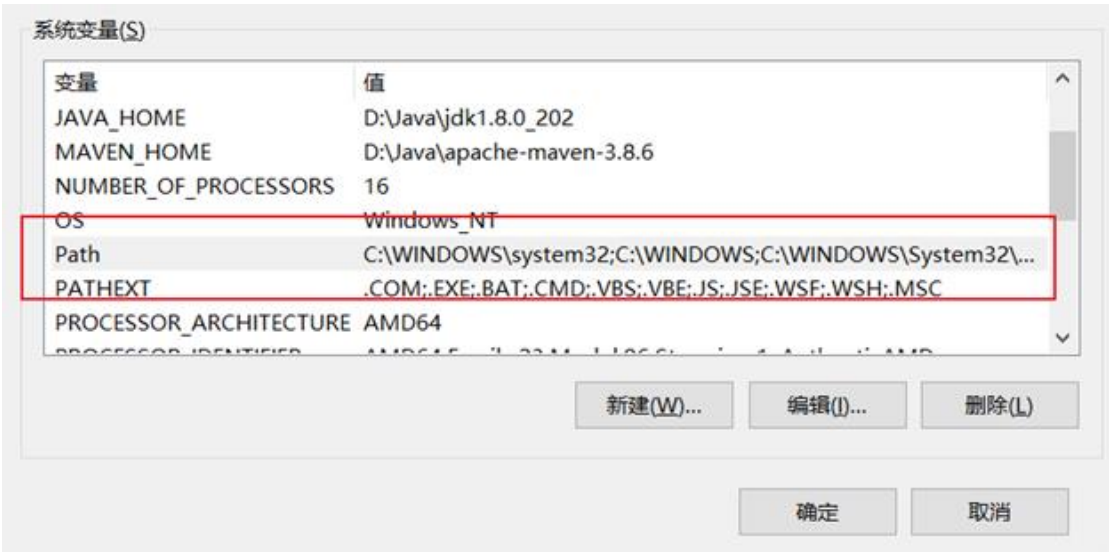 系统变量(S)
变量 值
JAVA_HOME D:\Java\jdk1.8.0_202
MAVEN_HOME D:\Java\apache-maven-3.8.6
NUMBER_OF_PROCESSORS 16
OS Windows_NT
Path C:\WINDOWS\system32;C:\WINDOWS;C:\WINDOWS\System32\...
PATHEXT .COM;.EXE;.BAT;.CMD;.VBS;.VBE;.JS;.JSE;.WSF;.WSH;.MSC
PROCESSOR_ARCHITECTURE AMD64
新建(W)... 编辑(I)... 删除(L)
确定 取消